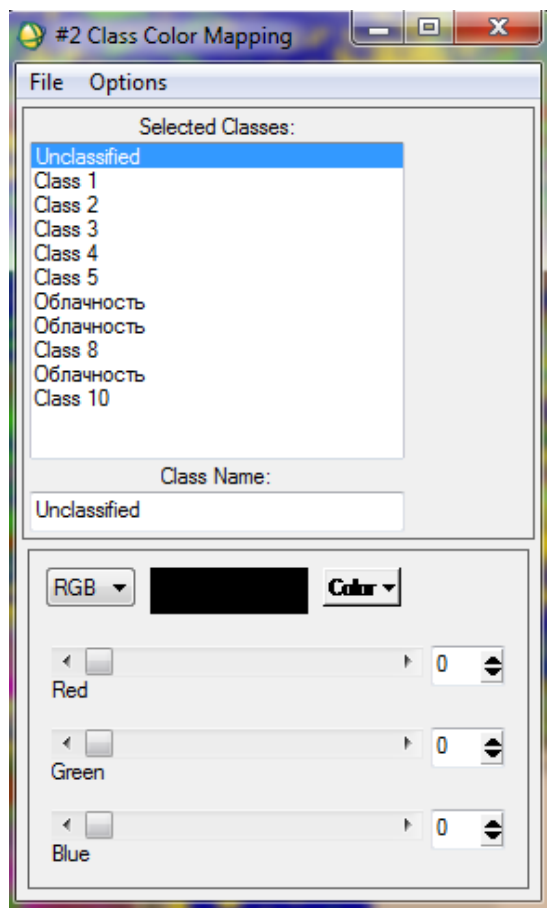 #2 Class Color Mapping
File Options
Selected Classes:
Unclassified
Class 1
Class 2
Class 3
Class 4
Class 5
Облачность
Облачность
Class 8
Облачность
Class 10
Class Name:
Unclassified
RGB Color
0
Red
0
Green
0
Blue